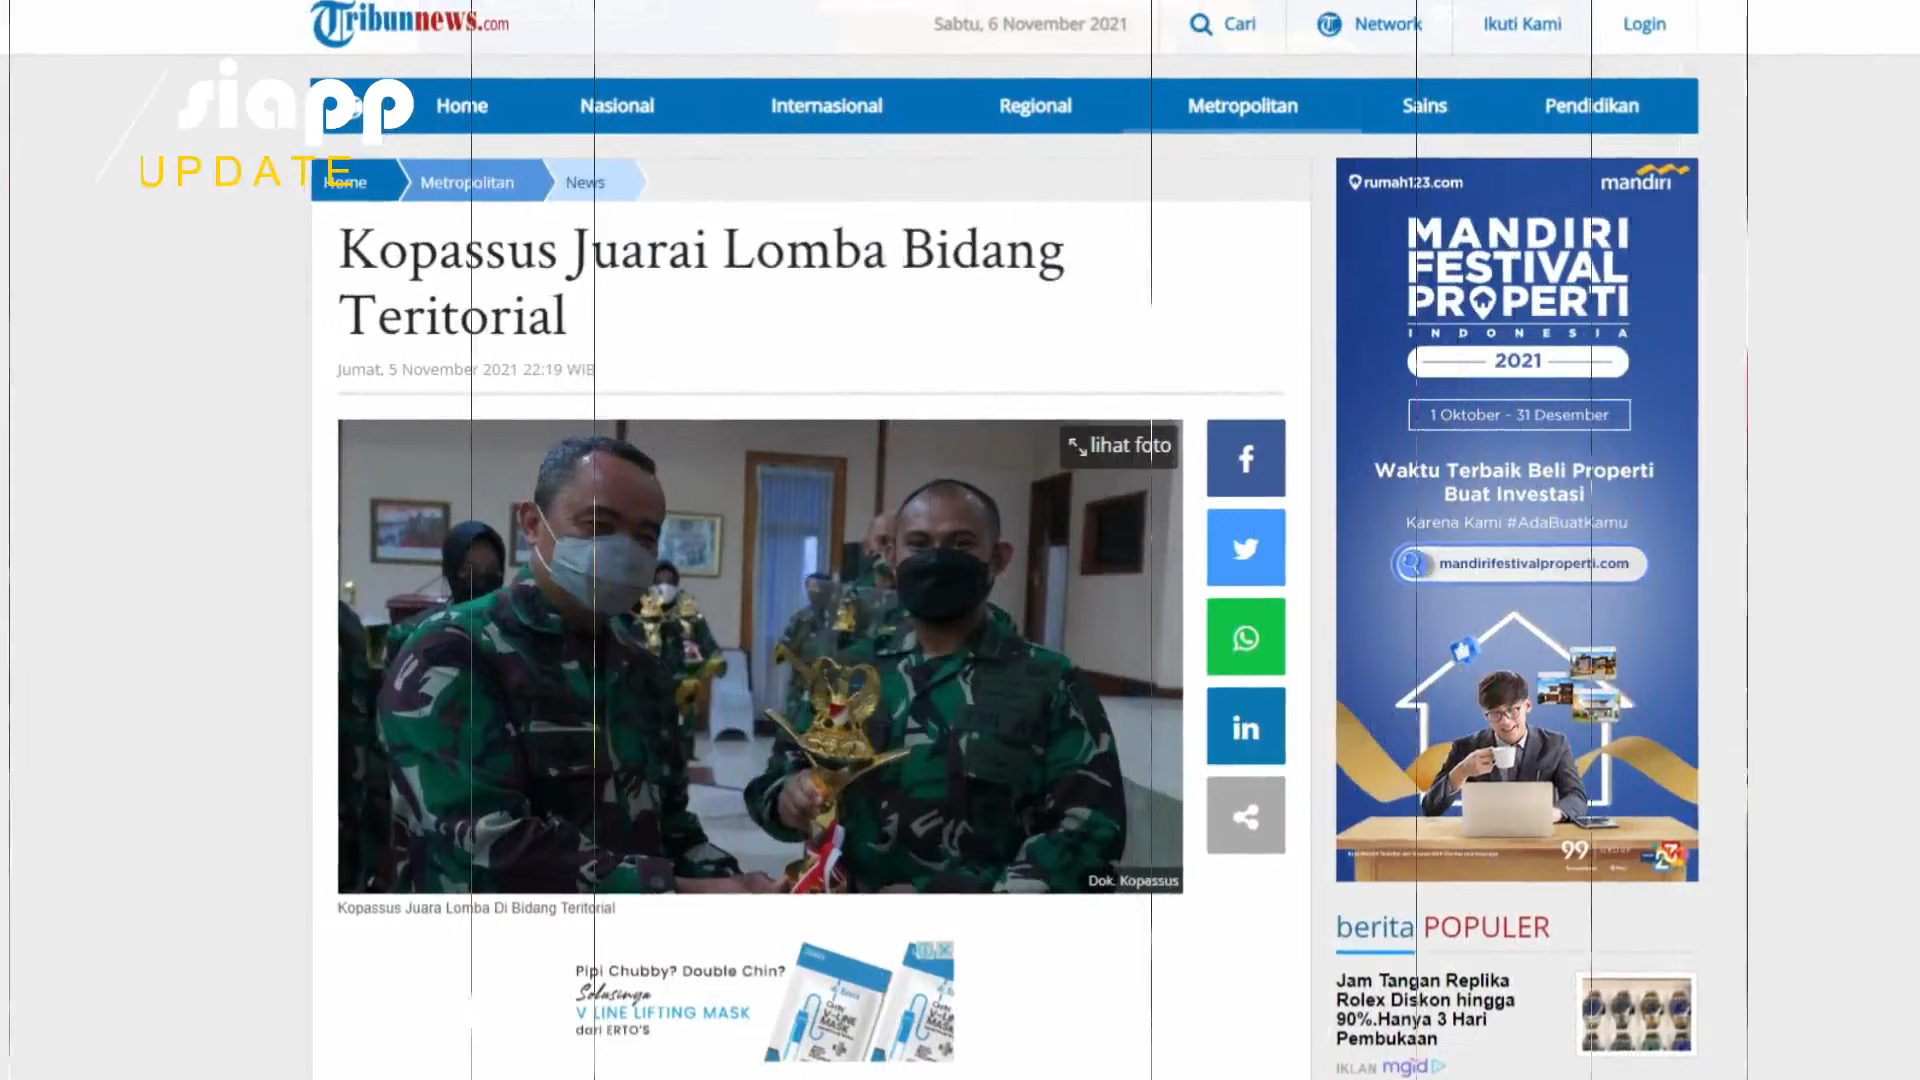 Tribunnews.com
Sabtu, 6 November 2021
Cari
Network
Ikuti Kami
Login
siapp
UPDATE
Home
Nasional
Internasional
Regional
Metropolitan
Sains
Pendidikan
Home
Metropolitan
News
Kopassus Juarai Lomba Bidang
Teritorial
Jumat, 5 November 2021 22:19 WIB
lihat foto
Dok. Kopassus
Kopassus Juara Lomba Di Bidang Teritorial
Pipi Chubby? Double Chin?
Solusinya
V LINE LIFTING MASK
dari ERTO'S
V-LINE
MASK
rumah123.com
mandiri
MANDIRI
FESTIVAL
PROPERTI
INDONESIA
2021
1 Oktober - 31 Desember
Waktu Terbaik Beli Properti
Buat Investasi
Karena Kami #AdaBuatKamu
mandirifestivalproperti.com
99
berita POPULER
Jam Tangan Replika
Rolex Diskon hingga
90%.Hanya 3 Hari
Pembukaan
IKLAN mgid